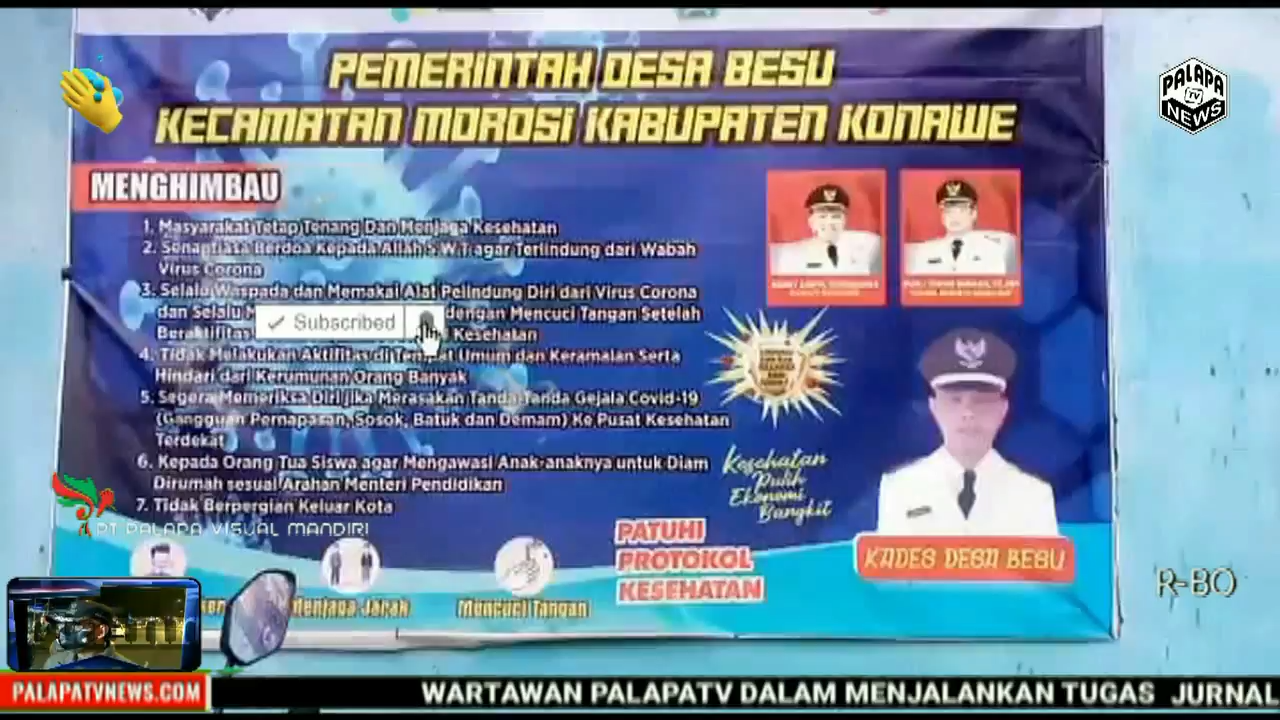 PEMERINTAH DESA BESU
KECAMATAN MOROSI KABUPATEN KONAWE
PALAPA
TV
NEWS
MENGHIMBAU
1. Masyarakat Tetap Tenang Dan Menjaga Kesehatan
2. Senantiasa Berdoa Kepada Allah S.W.T agar Terlindung dari Wabah
Virus Corona
3. Selalu Waspada dan Memakai Alat Pelindung Diri dari Virus Corona
dan Selalu dengan Mencuci Tangan Setelah
Beraktifitas Kesehatan
Subscribed
4. Tidak Melakukan Aktifitas di Tempat Umum dan Keramaian Serta
Hindari dari Kerumunan Orang Banyak
5. Segera Memeriksa Diri jika Merasakan Tanda-Tanda Gejala Covid-19
(Gangguan Pernapasan, Sosok, Batuk dan Demam) Ke Pusat Kesehatan
Terdekat
6. Kepada Orang Tua Siswa agar Mengawasi Anak-anaknya untuk Diam
Dirumah sesuai Arahan Menteri Pendidikan
7. Tidak Berpergian Keluar Kota
Kesehatan
Pulih
Ekonomi
Bangkit
PT PALAPA VISUAL MANDIRI
PATUHI
PROTOKOL
KESEHATAN
KADES DESA BESU
R-BO
Menjaga Jarak
Mencuci Tangan
PALAPATVNEWS.COM
WARTAWAN PALAPATV DALAM MENJALANKAN TUGAS JURNAL